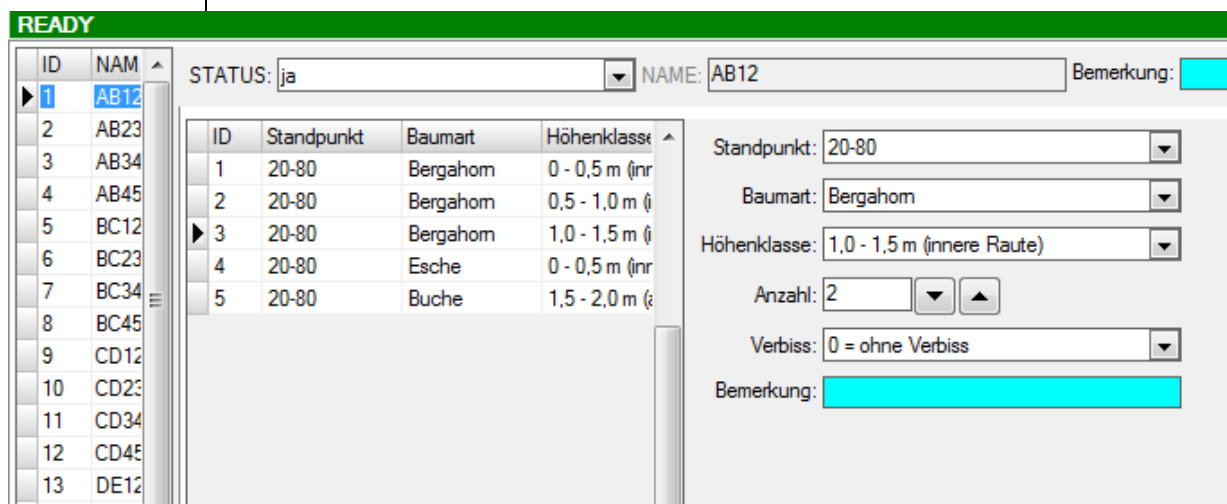 READY
ID NAM
1 AB12
2 AB23
3 AB34
4 AB45
5 BC12
6 BC23
7 BC34
8 BC45
9 CD12
10 CD23
11 CD34
12 CD45
13 DE12
STATUS: ja NAME: AB12 Bemerkung:
ID Standpunkt Baumart Höhenklasse
1 20-80 Bergahorn 0 - 0,5 m (inr
2 20-80 Bergahorn 0,5 - 1,0 m (i
3 20-80 Bergahorn 1,0 - 1,5 m (i
4 20-80 Esche 0 - 0,5 m (inr
5 20-80 Buche 1,5 - 2,0 m (a
Standpunkt: 20-80
Baumart: Bergahorn
Höhenklasse: 1,0 - 1,5 m (innere Raute)
Anzahl: 2
Verbiss: 0 = ohne Verbiss
Bemerkung: